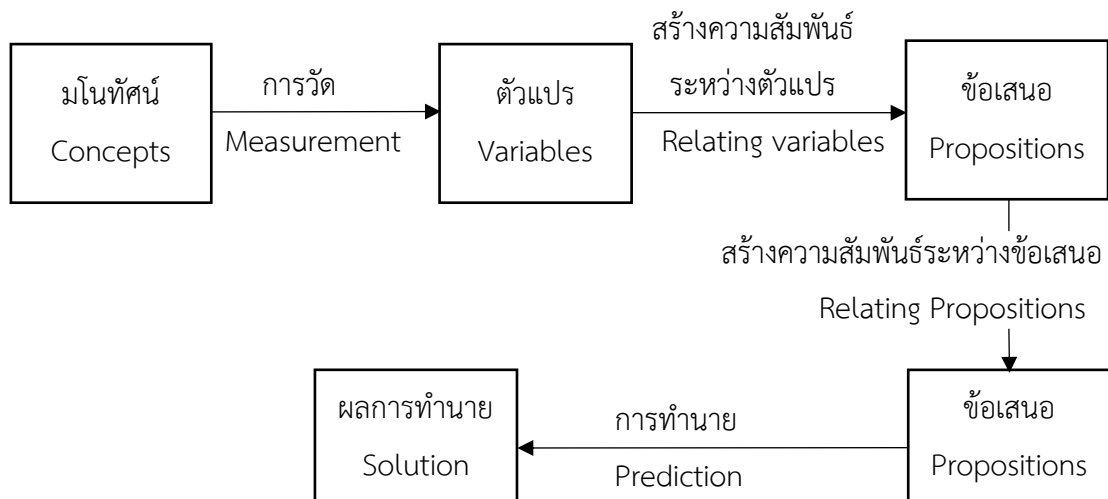 มโนทัศน์
Concepts
การวัด
Measurement
ตัวแปร
Variables
สร้างความสัมพันธ์
ระหว่างตัวแปร
Relating variables
ข้อเสนอ
Propositions
สร้างความสัมพันธ์ระหว่างข้อเสนอ
Relating Propositions
ข้อเสนอ
Propositions
การทำนาย
Prediction
ผลการทำนาย
Solution